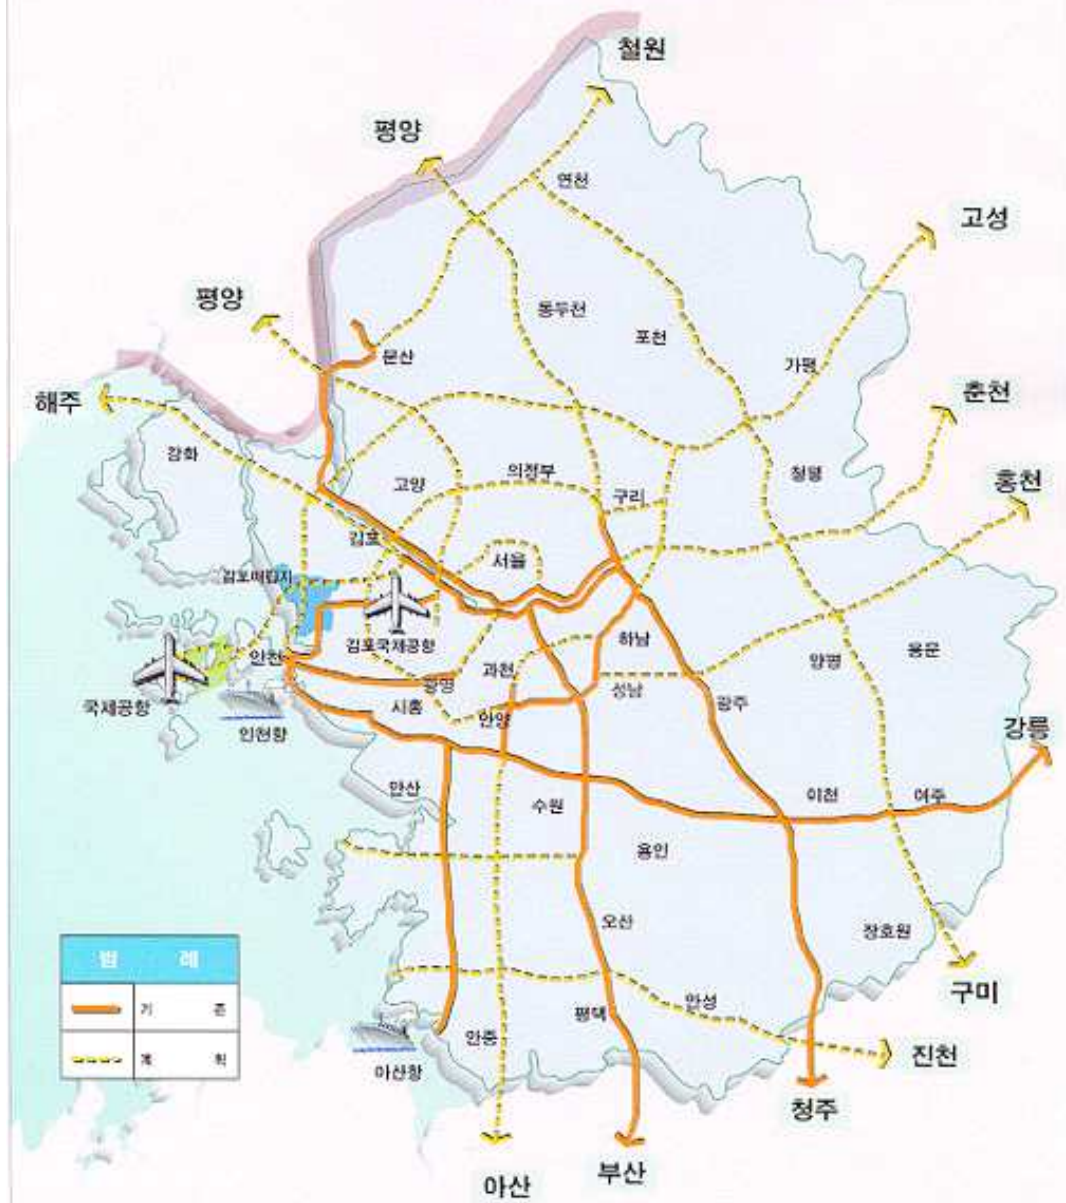 철원
평양
연천
고성
동두천
평양
포천
문산
가평
해주
춘천
강화
의정부
청평
고양
구리
홍천
김포
서울
김포매립지
하남
김포국제공항
용문
인천
양평
과천
광명
성남
국제공항
시흥
광주
안양
강릉
인천항
안산
이천
여주
수원
용인
오산
장호원
범 례
기 존
계 획
구미
안성
평택
안중
진천
아산항
청주
부산
아산